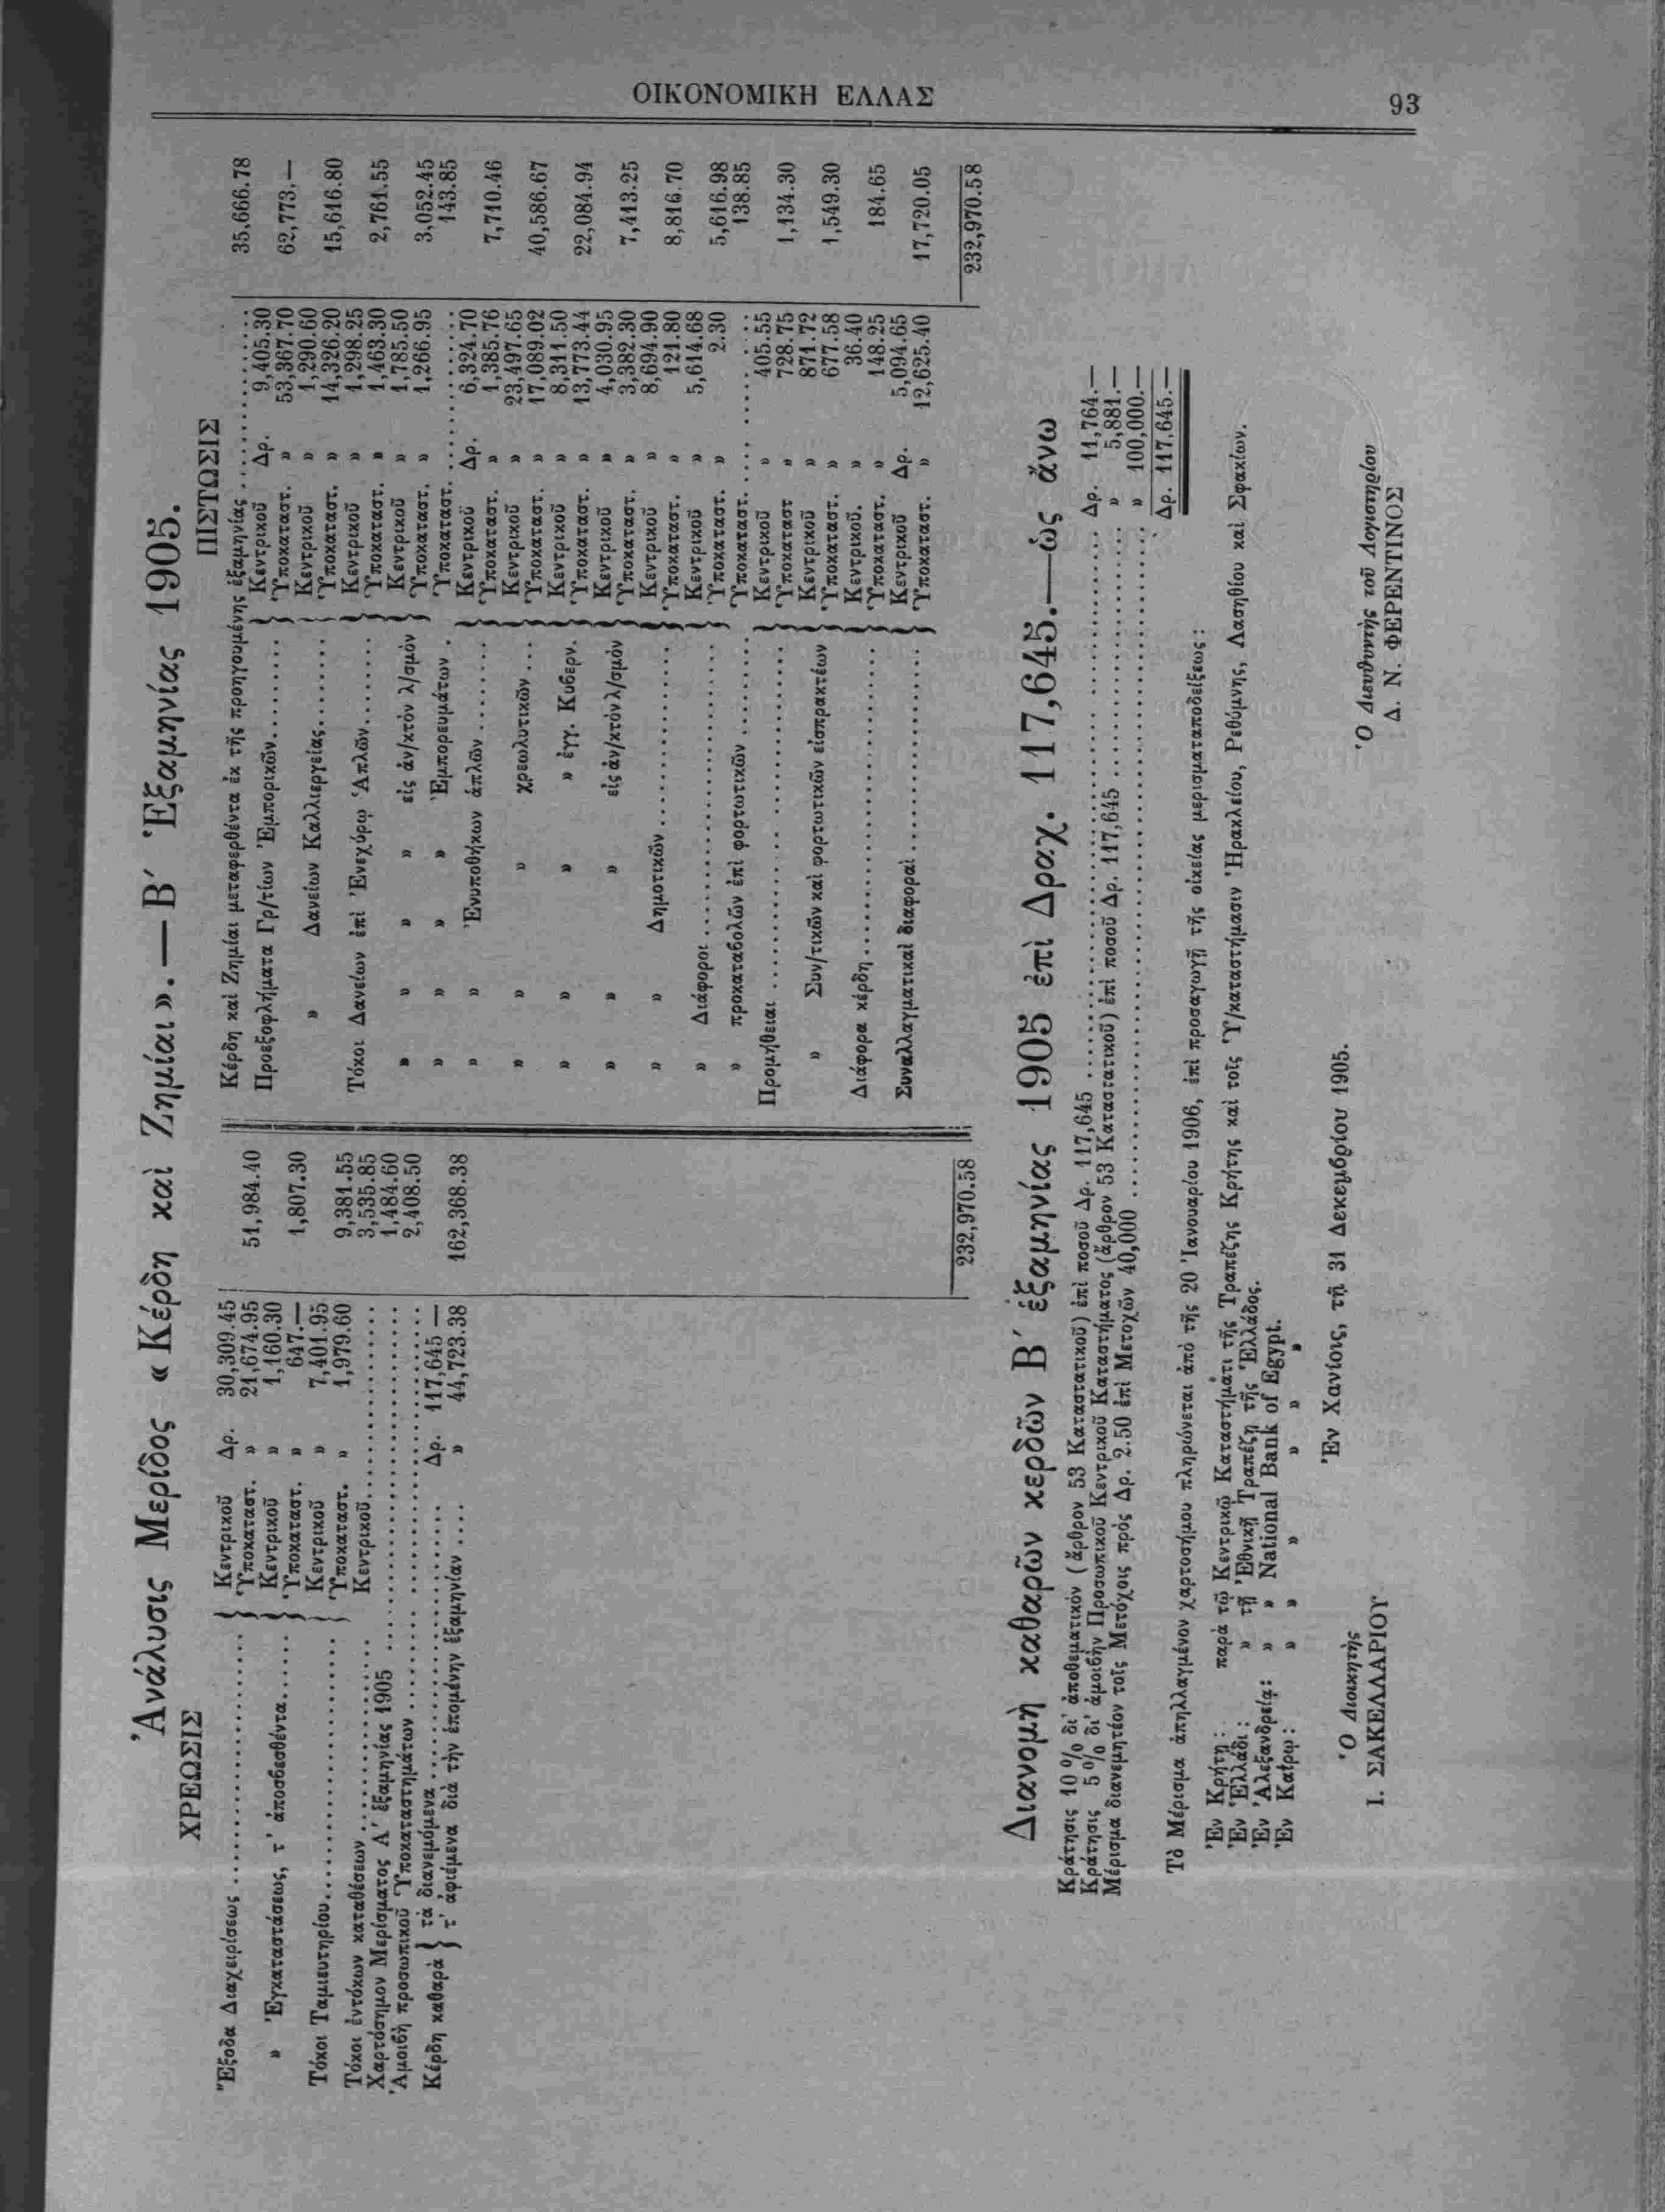 ΟΙΚΟΝΟΜΙΚΗ ΕΛΛΑΣ
93
Ἀνάλυσις Μερίδος «Κέρδη καὶ Ζημίαι». — Β′ Ἑξαμηνίας 1905.
ΧΡΕΩΣΙΣ
Ἔξοδα Διαχειρίσεως .......... Κεντρικοῦ Δρ. 30,309.45
Ὑποκαταστ. » 21,674.95 51,984.40
» Ἐγκαταστάσεως, τ' ἀποσβεσθέντα..... Κεντρικοῦ » 1,160.30
Ὑποκαταστ. » 647.— 1,807.30
Τόκοι Ταμιευτηρίου.......... Κεντρικοῦ » 7,401.95
Ὑποκαταστ. » 1,979.60 9,381.55
Τόκοι ἐντόκων καταθέσεων .......... Κεντρικοῦ.......... 3,535.85
Χαρτόσημον Μερίσματος Α′ ἑξαμηνίας 1905 .......... 1,484.60
Ἀμοιβὴ προσωπικοῦ Ὑποκαταστημάτων .......... 2,408.50
Κέρδη καθαρὰ } τὰ διανεμόμενα .......... Δρ. 117,645 —
τ' ἀφιέμενα διὰ τὴν ἑπομένην ἑξαμηνίαν .... » 44,723.38 162,368.38
232,970.58
ΠΙΣΤΩΣΙΣ
Κέρδη καὶ Ζημίαι μεταφερθέντα ἐκ τῆς προηγουμένης ἑξαμηνίας .......... 35,666.78
Προεξοφλήματα Γρ/τίων Ἐμπορικῶν.......... Κεντρικοῦ Δρ. 9,405.30
Ὑποκαταστ. » 53,367.70 62,773.—
» Δανείων Καλλιεργείας.......... Κεντρικοῦ » 1,290.60
Ὑποκαταστ. » 14,326.20 15,616.80
Τόκοι Δανείων ἐπὶ Ἐνεχύρῳ Ἁπλῶν.......... Κεντρικοῦ » 1,298.25
Ὑποκαταστ. » 1,463.30 2,761.55
» » » » εἰς ἀν/κτὸν λ/σμὸν Κεντρικοῦ » 1,785.50
Ὑποκαταστ. » 1,266.95 3,052.45
» » » » Ἐμπορευμάτων . Ὑποκαταστ. .......... 143.85
» » Ἐνυποθήκων ἁπλῶν .......... Κεντρικοῦ Δρ. 6,324.70
Ὑποκαταστ. » 1,385.76 7,710.46
» » » χρεωλυτικῶν .... Κεντρικοῦ » 23,497.65
Ὑποκαταστ. » 17,089.02 40,586.67
» » » » ἐγγ. Κυβερν. Κεντρικοῦ » 8,311.50
Ὑποκαταστ. » 13,773.44 22,084.94
» » » εἰς ἀν/κτὸν λ/σμὸν Κεντρικοῦ » 4,030.95
Ὑποκαταστ. » 3,382.30 7,413.25
» » Δημοτικῶν .......... Κεντρικοῦ » 8,694.90
Ὑποκαταστ. » 121.80 8,816.70
» Διάφοροι .......... Κεντρικοῦ » 5,614.68
Ὑποκαταστ. » 2.30 5,616.98
» προκαταβολῶν ἐπὶ φορτωτικῶν .......... Ὑποκαταστ. .......... 138.85
Προμήθειαι .......... Κεντρικοῦ » 405.55
Ὑποκαταστ » 728.75 1,134.30
» Συν/τικῶν καὶ φορτωτικῶν εἰσπρακτέων Κεντρικοῦ » 871.72
Ὑποκαταστ. » 677.58 1,549.30
Διάφορα κέρδη.......... Κεντρικοῦ. » 36.40
Ὑποκαταστ. » 148.25 184.65
Συναλλαγματικαὶ διαφοραὶ .......... Κεντρικοῦ Δρ. 5,094.65
Ὑποκαταστ. » 12,625.40 17,720.05
232,970.58
Διανομὴ καθαρῶν κερδῶν Β′ ἑξαμηνίας 1905 ἐπὶ Δραχ. 117,645.—ὡς ἄνω
Κράτησις 10 % δι' ἀποθεματικόν (ἄρθρον 53 Καταστατικοῦ) ἐπὶ ποσοῦ Δρ. 117,645 .......... Δρ. 11,764.—
Κράτησις 5 % δι' ἀμοιβὴν Προσωπικοῦ Κεντρικοῦ Καταστήματος (ἄρθρον 53 Καταστατικοῦ) ἐπὶ ποσοῦ Δρ. 117,645 .......... » 5,881.—
Μέρισμα διανεμητέον τοῖς Μετόχοις πρὸς Δρ. 2.50 ἐπὶ Μετοχῶν 40,000 .......... » 100,000.—
Δρ. 117,645.—
Τὸ Μέρισμα ἀπηλλαγμένον χαρτοσήμου πληρώνεται ἀπὸ τῆς 20 Ἰανουαρίου 1906, ἐπὶ προσαγωγῇ τῆς οἰκείας μερισματαποδείξεως :
Ἐν Κρήτῃ : παρὰ τῷ Κεντρικῷ Καταστήματι τῆς Τραπέζης Κρήτης καὶ τοῖς Ὑ/καταστήμασιν Ἡρακλείου, Ρεθύμνης, Λασηθίου καὶ Σφακίων.
Ἐν Ἑλλάδι : » τῇ Ἐθνικῇ Τραπέζῃ τῆς Ἑλλάδος.
Ἐν Ἀλεξανδρείᾳ: » » National Bank of Egypt.
Ἐν Καΐρῳ : » » » » »
Ἐν Χανίοις, τῇ 31 Δεκεμβρίου 1905.
Ὁ Διοικητὴς
Ι. ΣΑΚΕΛΛΑΡΙΟΥ
Ὁ Διευθυντὴς τοῦ Λογιστηρίου
Δ. Ν. ΦΕΡΕΝΤΙΝΟΣ